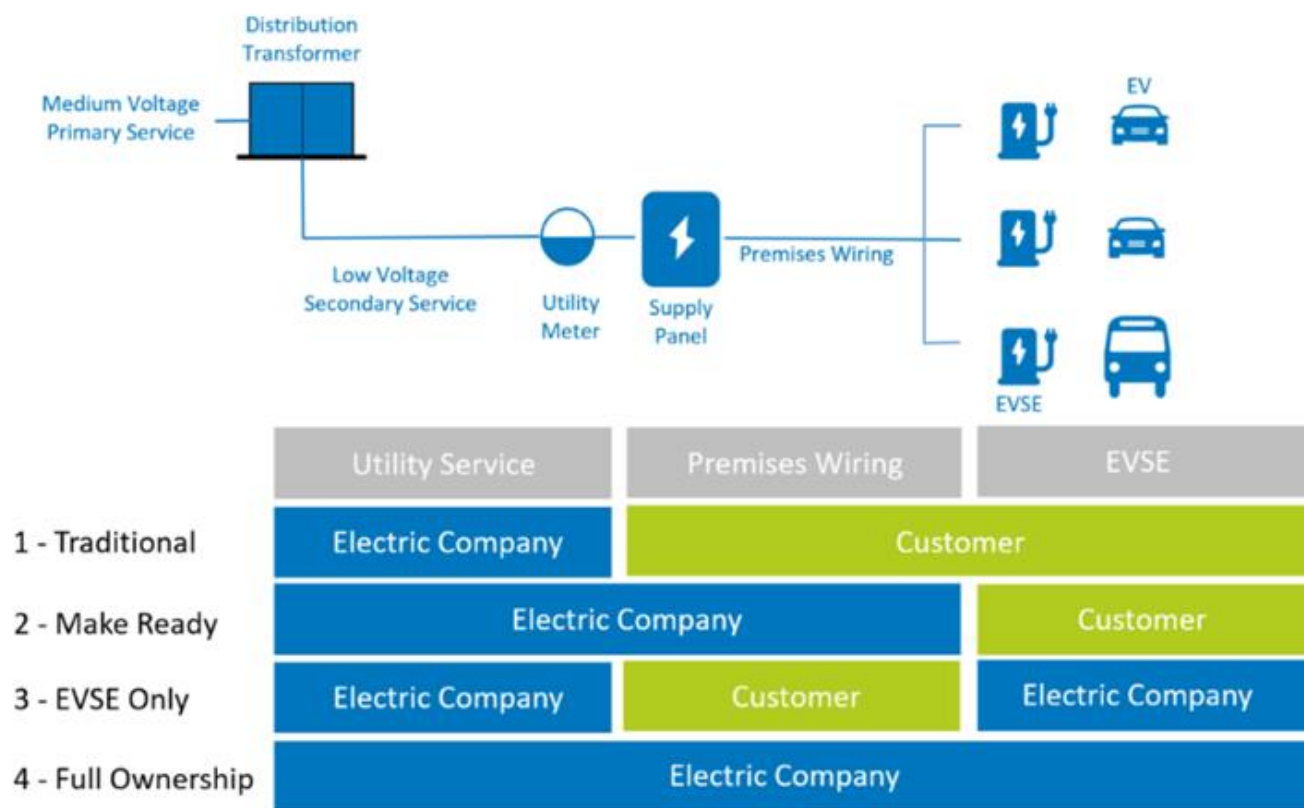 Distribution
Transformer
Medium Voltage
Primary Service
EV
Low Voltage
Secondary Service
Utility
Meter
Supply
Panel
Premises Wiring
EVSE
Utility Service
Premises Wiring
EVSE
1 - Traditional
Electric Company
Customer
2 - Make Ready
Electric Company
Customer
3 - EVSE Only
Electric Company
Customer
Electric Company
4 - Full Ownership
Electric Company